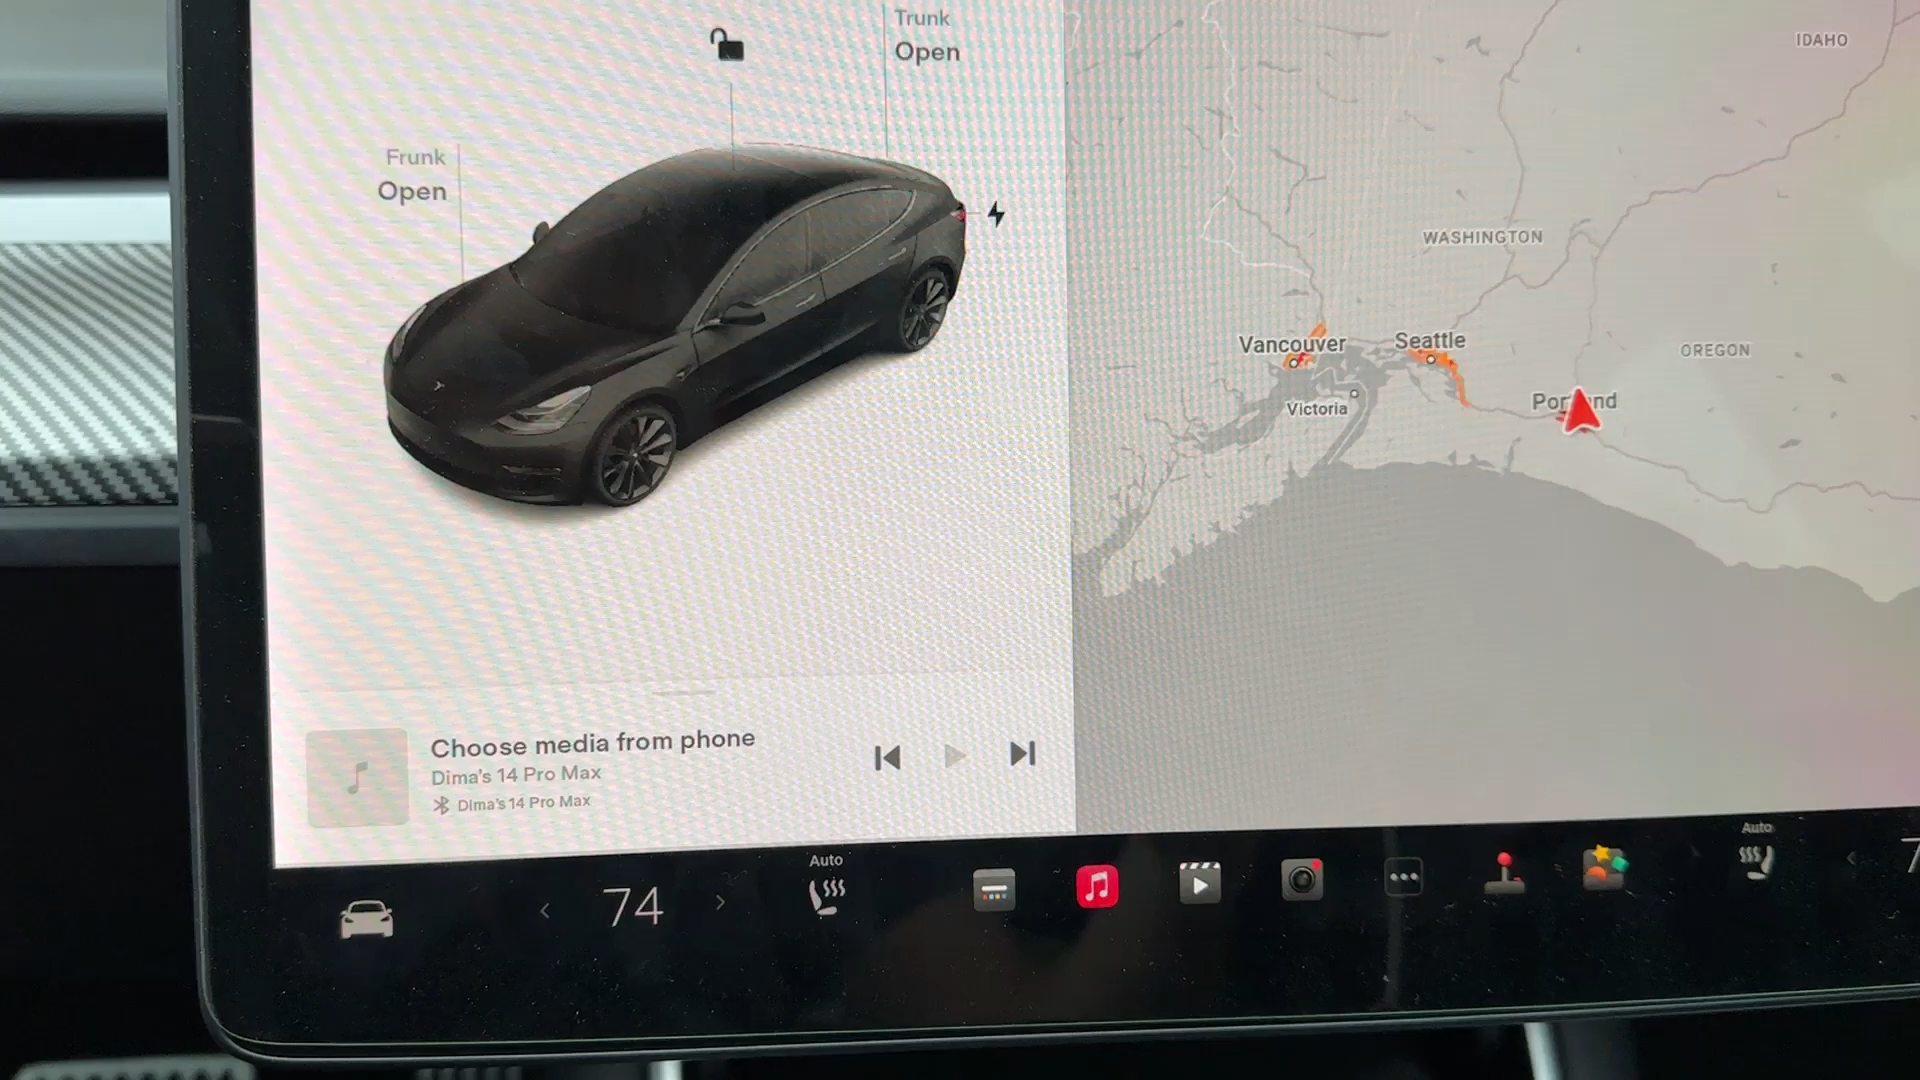 Trunk
Open
Frunk
Open
IDAHO
WASHINGTON
OREGON
Vancouver
Seattle
Victoria
Choose media from phone
Dima's 14 Pro Max
Dima's 14 Pro Max
74
Auto
Auto